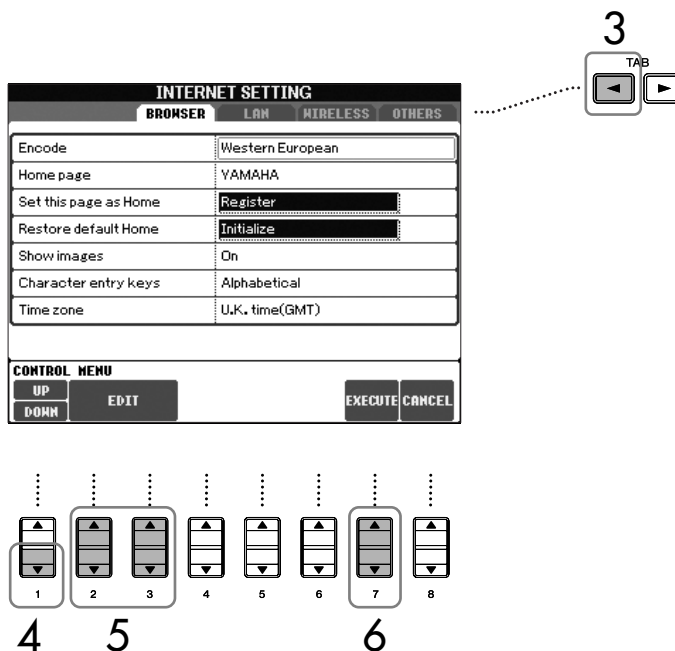 3
TAB
INTERNET SETTING
BROWSER LAN WIRELESS OTHERS
Encode Western European
Home page YAMAHA
Set this page as Home Register
Restore default Home Initialize
Show images On
Character entry keys Alphabetical
Time zone U.K. time(GMT)
CONTROL MENU
UP
DOWN
EDIT EXECUTE CANCEL
1 2 3 4 5 6 7 8
4 5 6